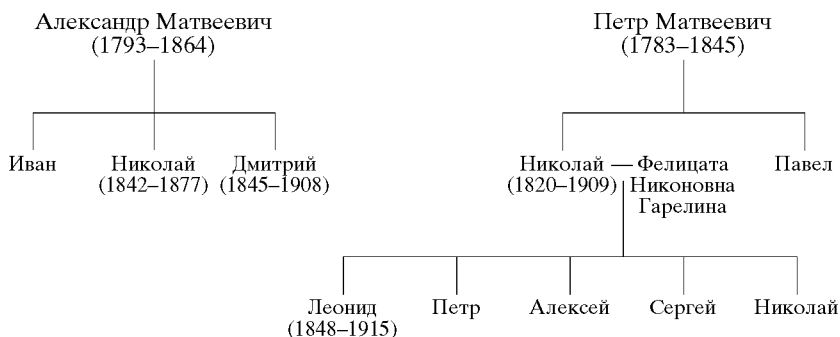 Александр Матвеевич
(1793–1864)
Петр Матвеевич
(1783–1845)
Иван
Николай
(1842–1877)
Дмитрий
(1845–1908)
Николай — Фелицата
(1820–1909) Никоновна
Гарелина
Павел
Леонид
(1848–1915)
Петр
Алексей
Сергей
Николай